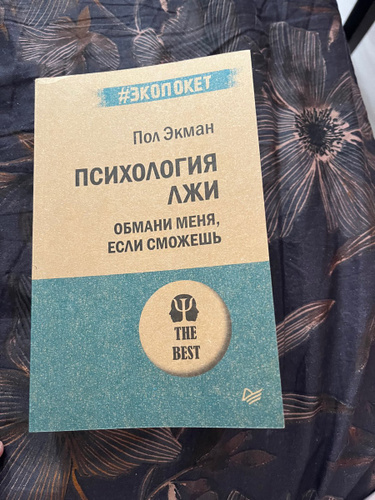 #ЭКОПОКЕТ
Пол Экман
ПСИХОЛОГИЯ
ЛЖИ
ОБМАНИ МЕНЯ,
ЕСЛИ СМОЖЕШЬ
THE
BEST